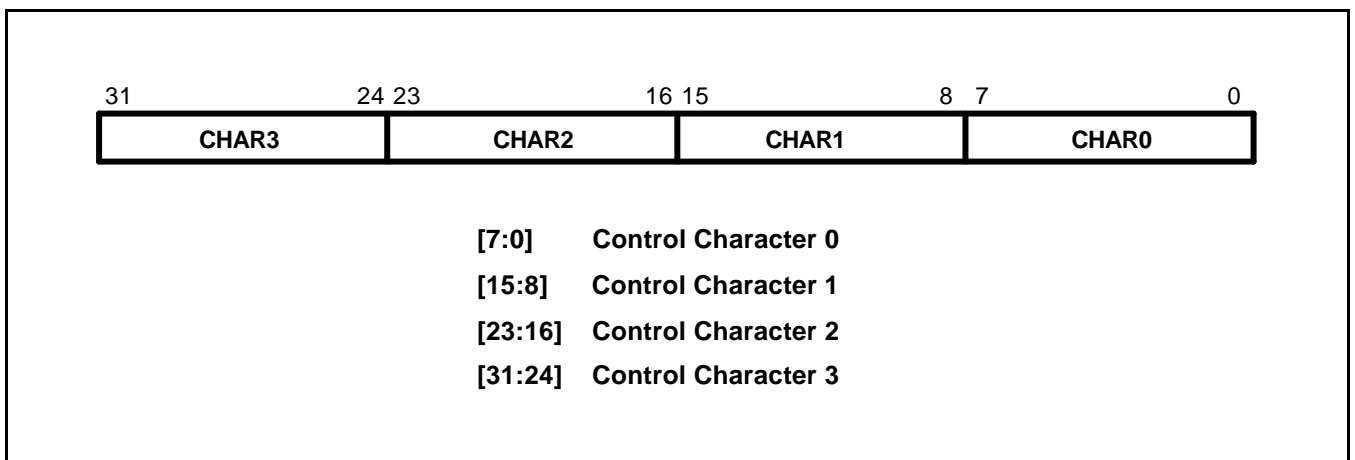 31 24 23 16 15 8 7 0
CHAR3 CHAR2 CHAR1 CHAR0
[7:0] Control Character 0
[15:8] Control Character 1
[23:16] Control Character 2
[31:24] Control Character 3